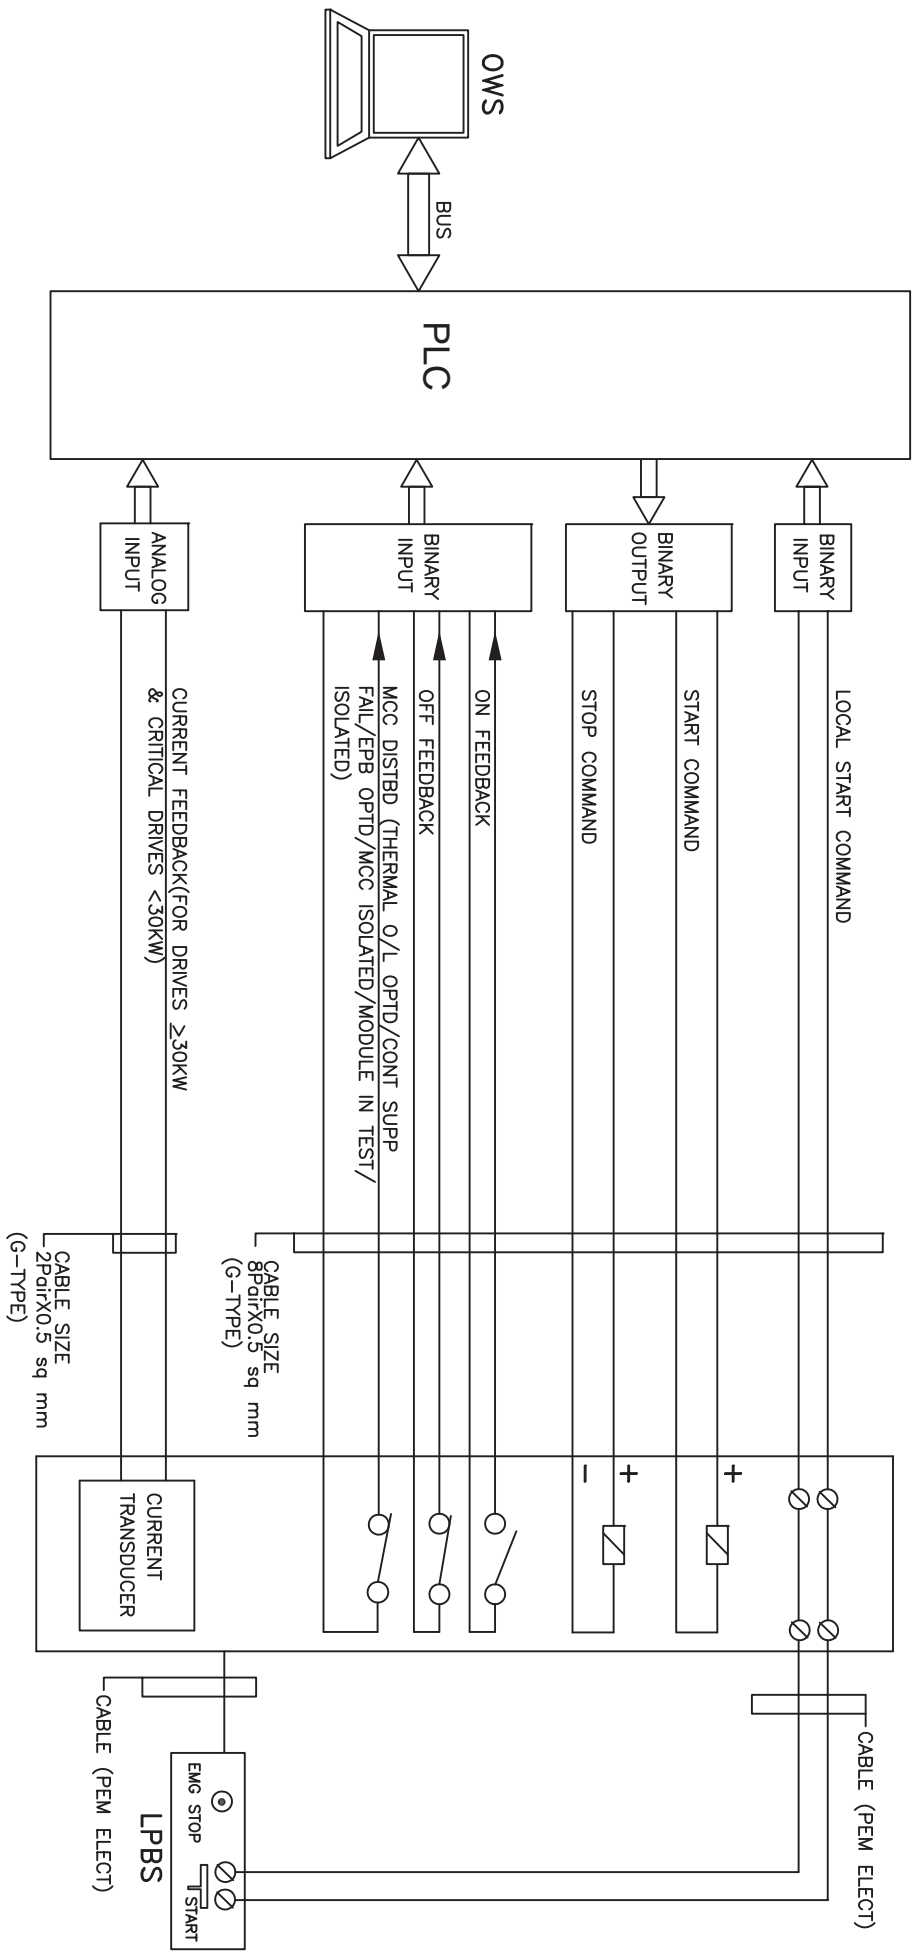 OWS
BUS
PLC
BINARY
INPUT
LOCAL START COMMAND
BINARY
OUTPUT
START COMMAND
STOP COMMAND
BINARY
INPUT
ON FEEDBACK
OFF FEEDBACK
MCC DISTBD (THERMAL O/L OPTD/CONT SUPP
FAIL/EPB OPTD/MCC ISOLATED/MODULE IN TEST/
ISOLATED)
ANALOG
INPUT
CURRENT FEEDBACK(FOR DRIVES ≥30KW
& CRITICAL DRIVES <30KW)
CABLE SIZE
8PairX0.5 sq mm
(G-TYPE)
CABLE SIZE
2PairX0.5 sq mm
(G-TYPE)
+
+
-
CURRENT
TRANSDUCER
CABLE (PEM ELECT)
CABLE (PEM ELECT)
EMG STOP
START
LPBS